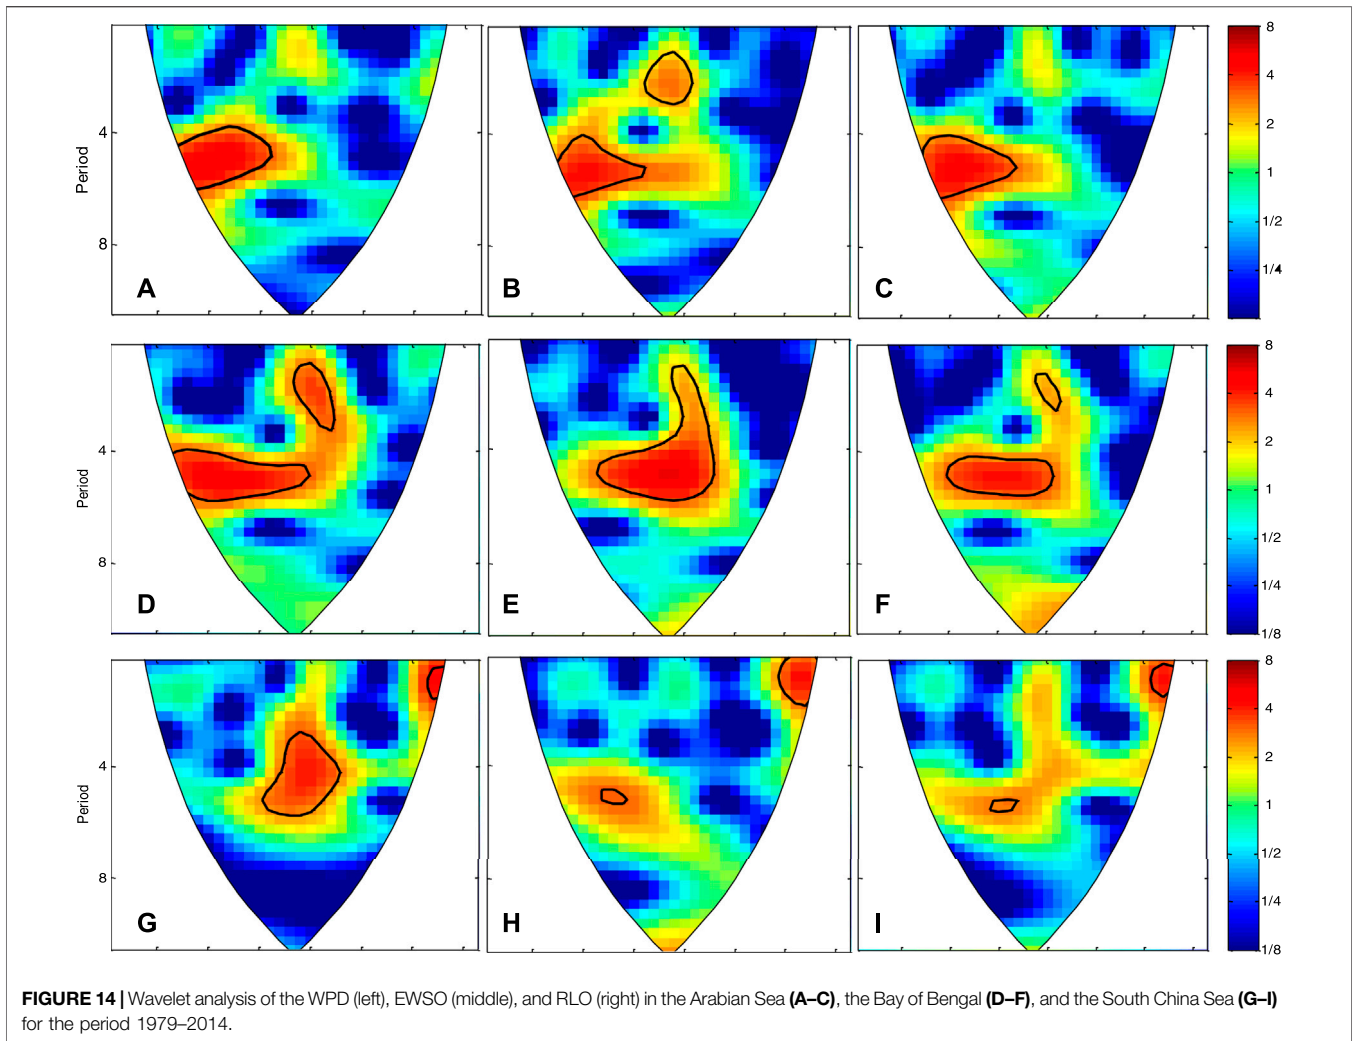 8
4
2
1
1/2
1/4
4
8
Period
A
B
C
8
4
2
1
1/2
1/4
1/8
4
8
Period
D
E
F
8
4
2
1
1/2
1/4
1/8
4
8
Period
G
H
I
FIGURE 14 | Wavelet analysis of the WPD (left), EWSO (middle), and RLO (right) in the Arabian Sea (A–C), the Bay of Bengal (D–F), and the South China Sea (G–I)
for the period 1979–2014.